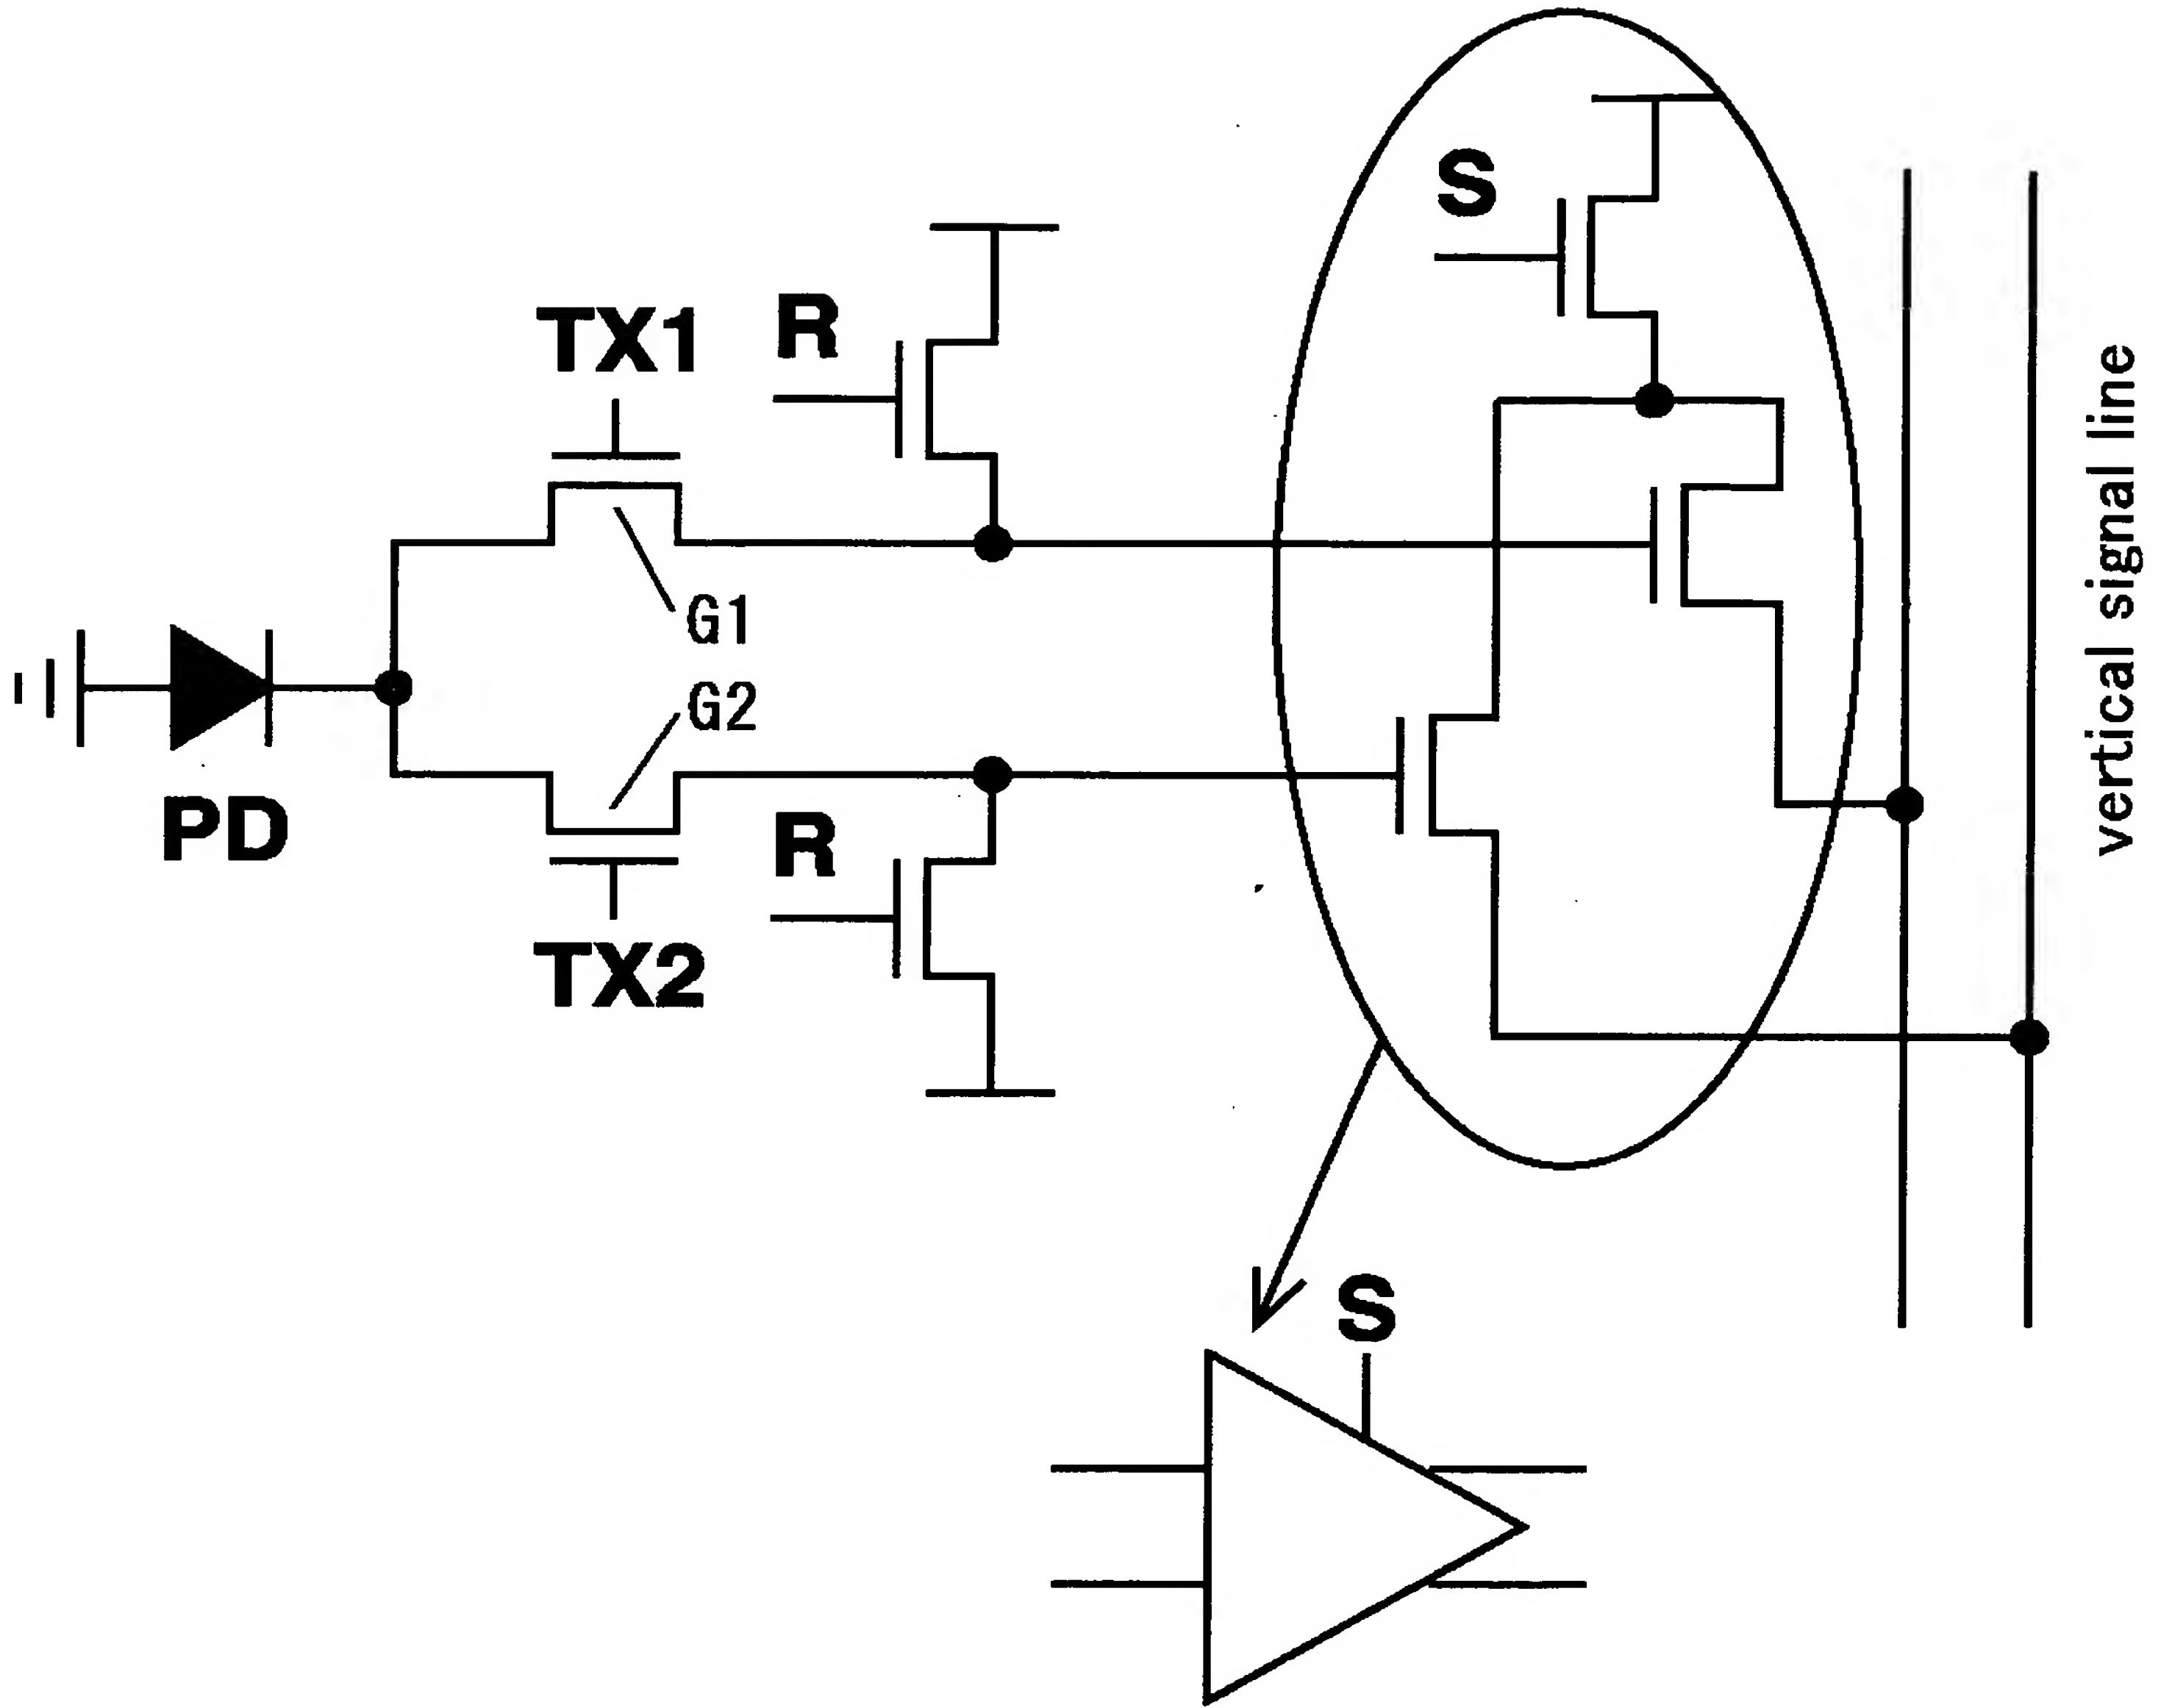 S
TX1
R
G1
G2
PD
R
TX2
vertical signal line
S